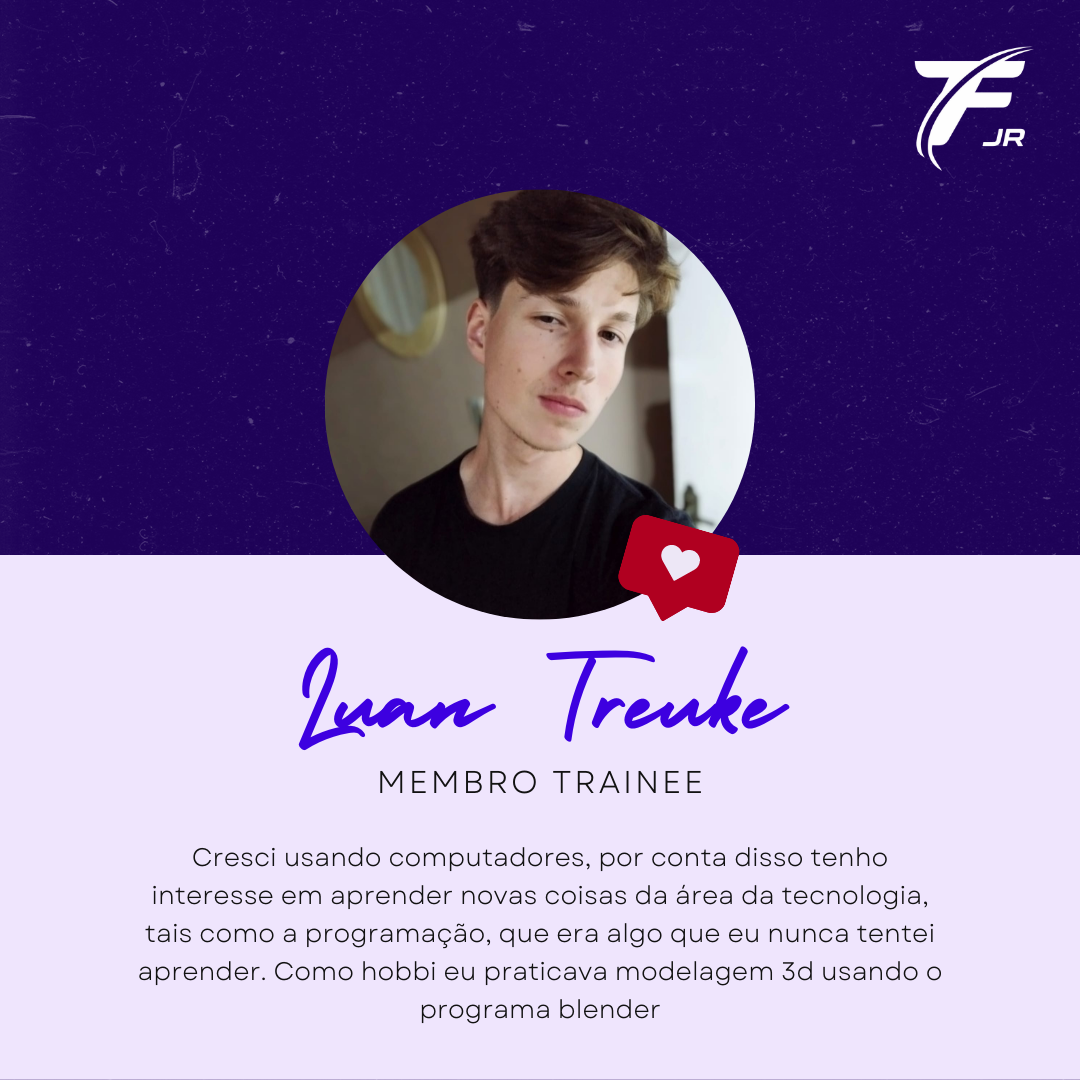 TF JR
Luan Treuke
MEMBRO TRAINEE
Cresci usando computadores, por conta disso tenho
interesse em aprender novas coisas da área da tecnologia,
tais como a programação, que era algo que eu nunca tentei
aprender. Como hobbi eu praticava modelagem 3d usando o
programa blender